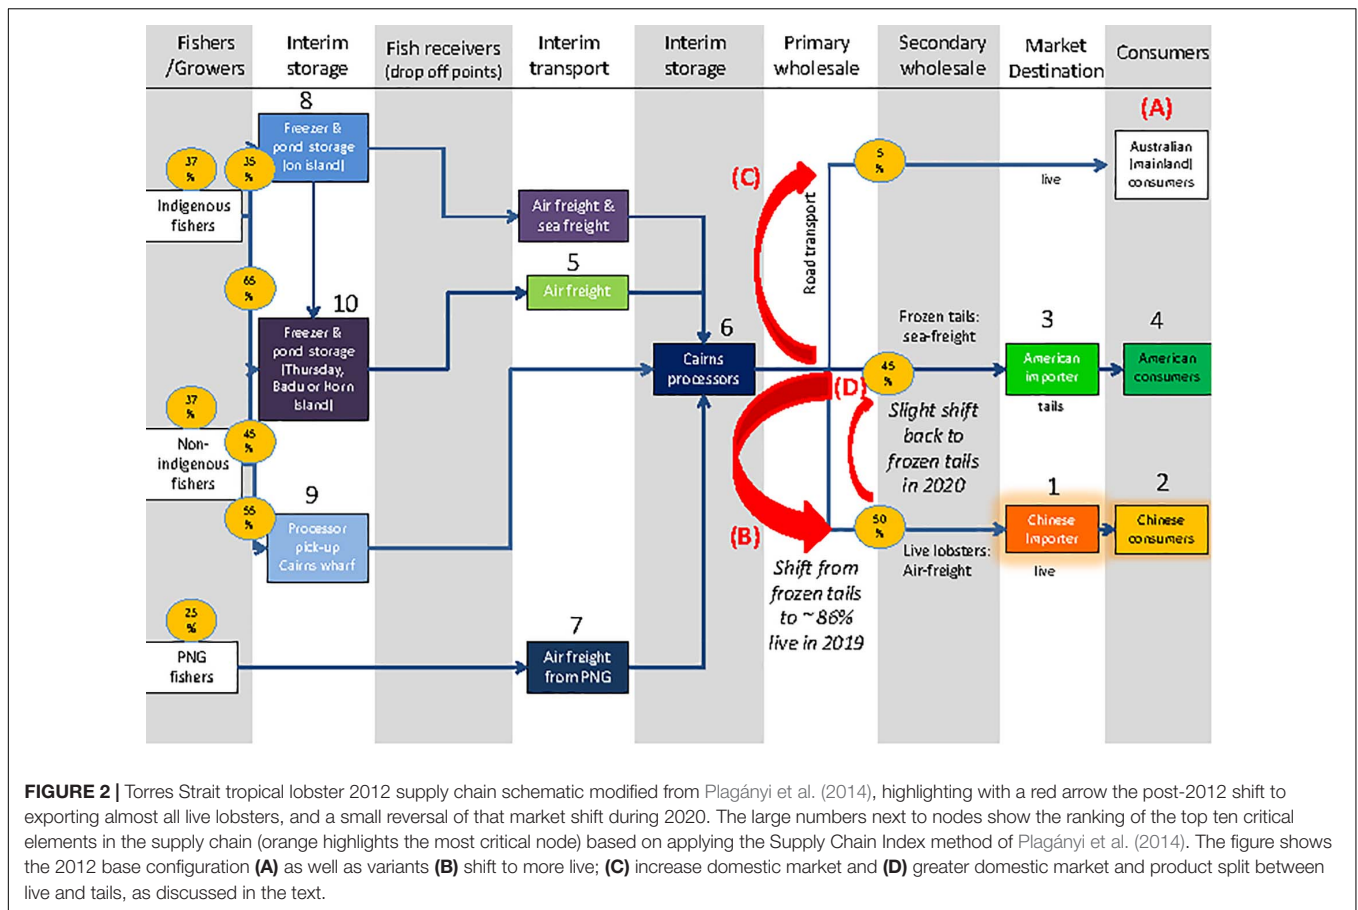 Fishers
/Growers
Interim
storage
Fish receivers
(drop off points)
Interim
transport
Interim
storage
Primary
wholesale
Secondary
wholesale
Market
Destination
Consumers
8
Freezer &
pond storage
|on island|
37
%
35
%
Indigenous
fishers
65
%
10
Freezer &
pond storage
|Thursday,
Badu or Horn
Island|
37
%
Non-
indigenous
fishers
45
%
55
%
9
Processor
pick-up
Cairns wharf
25
%
PNG
fishers
Air freight &
sea freight
5
Air freight
7
Air freight
from PNG
6
Cairns
processors
(C)
Road transport
5
%
live
(A)
Australian
|mainland|
consumers
Frozen tails:
sea-freight
45
%
3
American
importer
tails
4
American
consumers
(D)
Slight shift
back to
frozen tails
in 2020
(B)
50
%
Live lobsters:
Air-freight
1
Chinese
Importer
live
2
Chinese
consumers
Shift from
frozen tails
to ~86%
live in 2019
FIGURE 2 | Torres Strait tropical lobster 2012 supply chain schematic modified from Plagányi et al. (2014), highlighting with a red arrow the post-2012 shift to
exporting almost all live lobsters, and a small reversal of that market shift during 2020. The large numbers next to nodes show the ranking of the top ten critical
elements in the supply chain (orange highlights the most critical node) based on applying the Supply Chain Index method of Plagányi et al. (2014). The figure shows
the 2012 base configuration (A) as well as variants (B) shift to more live; (C) increase domestic market and (D) greater domestic market and product split between
live and tails, as discussed in the text.